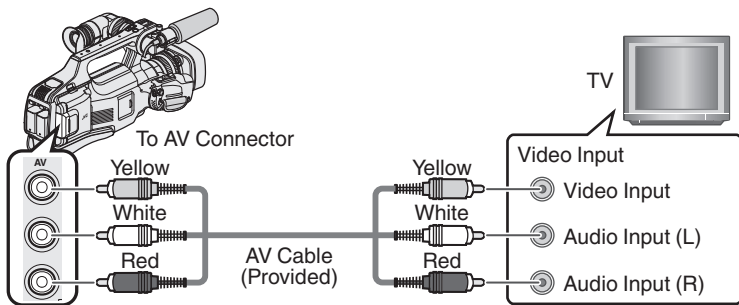 TV
To AV Connector
AV
Video Input
Yellow
Yellow
Video Input
White
White
Audio Input (L)
Red
AV Cable
(Provided)
Red
Audio Input (R)